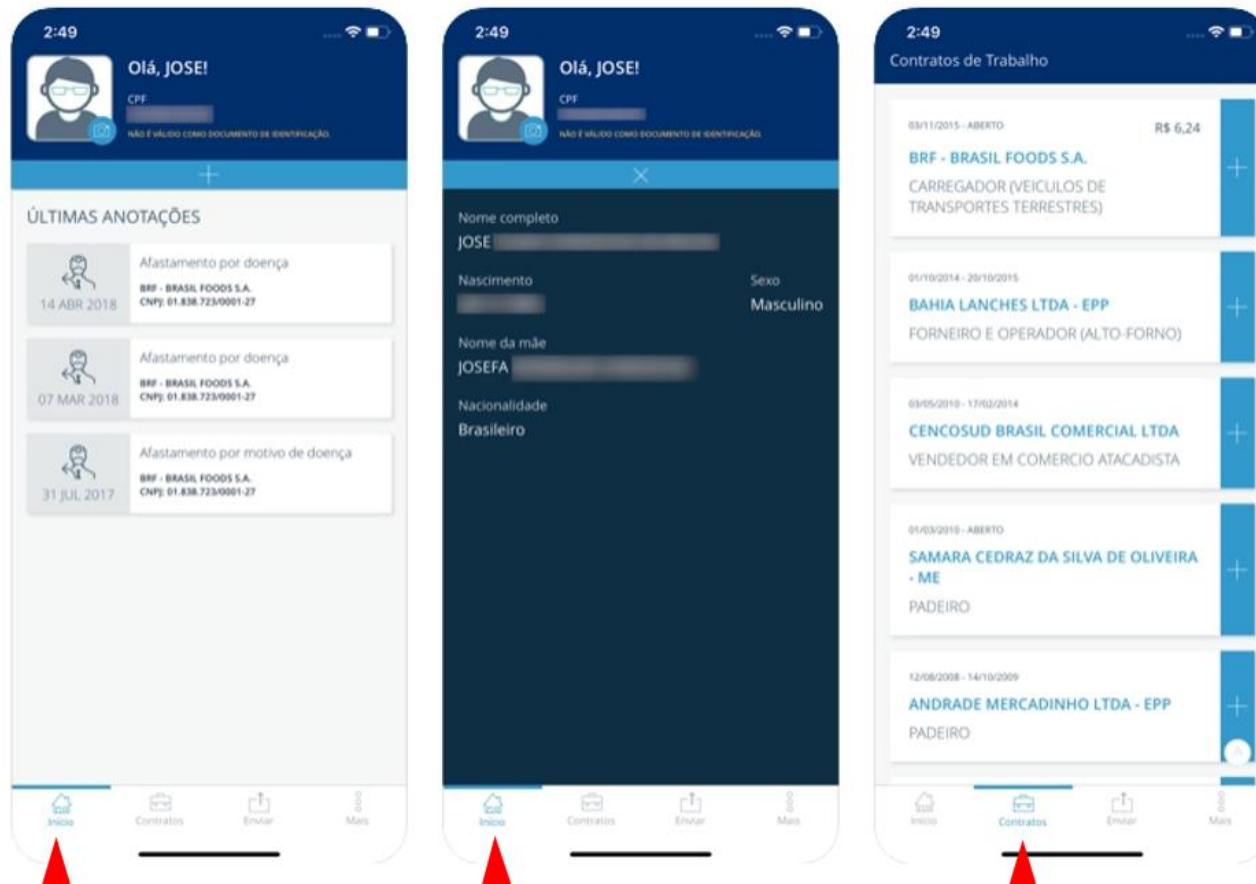 2:49
Olá, JOSE!
CPF
NÃO É VÁLIDO COMO DOCUMENTO DE IDENTIFICAÇÃO.
ÚLTIMAS ANOTAÇÕES
Afastamento por doença
BRF - BRASIL FOODS S.A.
CNPJ: 01.838.723/0001-27
14 ABR 2018
Afastamento por doença
BRF - BRASIL FOODS S.A.
CNPJ: 01.838.723/0001-27
07 MAR 2018
Afastamento por motivo de doença
BRF - BRASIL FOODS S.A.
CNPJ: 01.838.723/0001-27
31 JUL 2017
Início Contratos Enviar Mais
2:49
Olá, JOSE!
CPF
NÃO É VÁLIDO COMO DOCUMENTO DE IDENTIFICAÇÃO.
Nome completo
JOSE
Nascimento Sexo
Masculino
Nome da mãe
JOSEFA
Nacionalidade
Brasileiro
Início Contratos Enviar Mais
2:49
Contratos de Trabalho
03/11/2015 - ABERTO R$ 6,24
BRF - BRASIL FOODS S.A.
CARREGADOR (VEICULOS DE
TRANSPORTES TERRESTRES)
01/10/2014 - 20/10/2015
BAHIA LANCHES LTDA - EPP
FORNEIRO E OPERADOR (ALTO-FORNO)
03/05/2010 - 17/02/2014
CENCOSUD BRASIL COMERCIAL LTDA
VENDEDOR EM COMERCIO ATACADISTA
01/03/2010 - ABERTO
SAMARA CEDRAZ DA SILVA DE OLIVEIRA
- ME
PADEIRO
12/08/2008 - 14/10/2009
ANDRADE MERCADINHO LTDA - EPP
PADEIRO
Início Contratos Enviar Mais